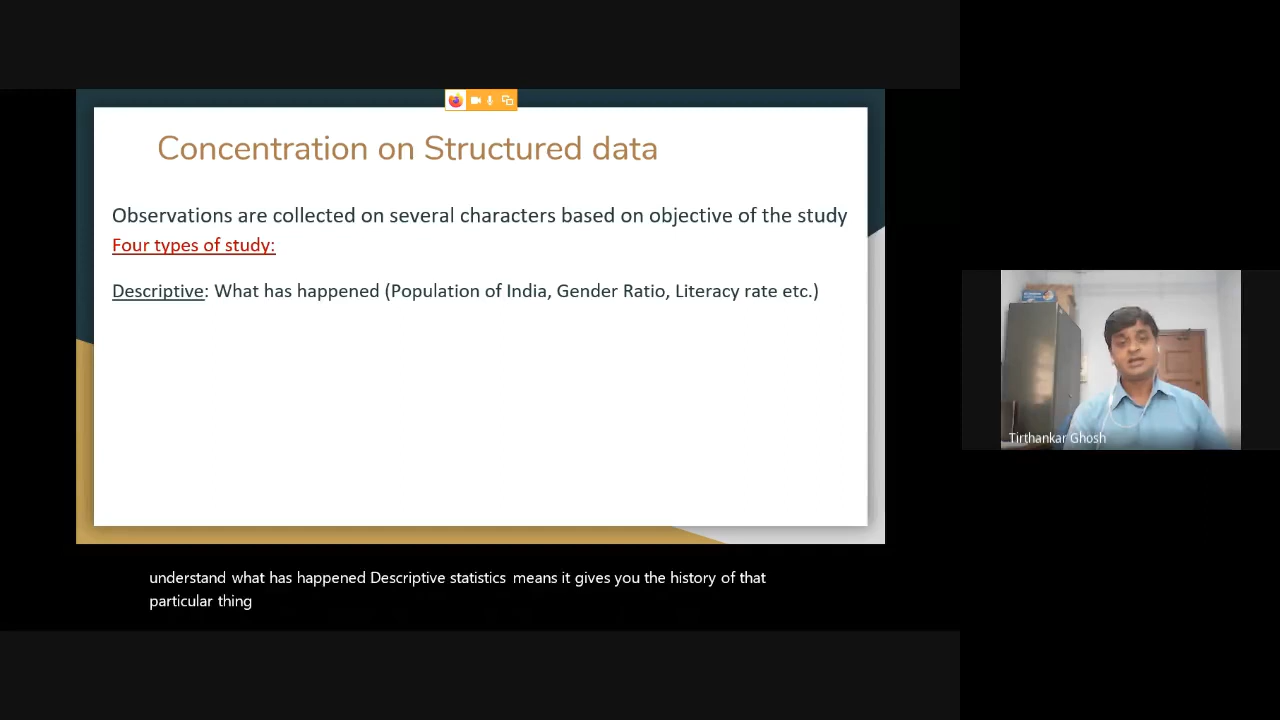 Concentration on Structured data
Observations are collected on several characters based on objective of the study
Four types of study:
Descriptive: What has happened (Population of India, Gender Ratio, Literacy rate etc.)
Tirthankar Ghosh
understand what has happened Descriptive statistics means it gives you the history of that
particular thing